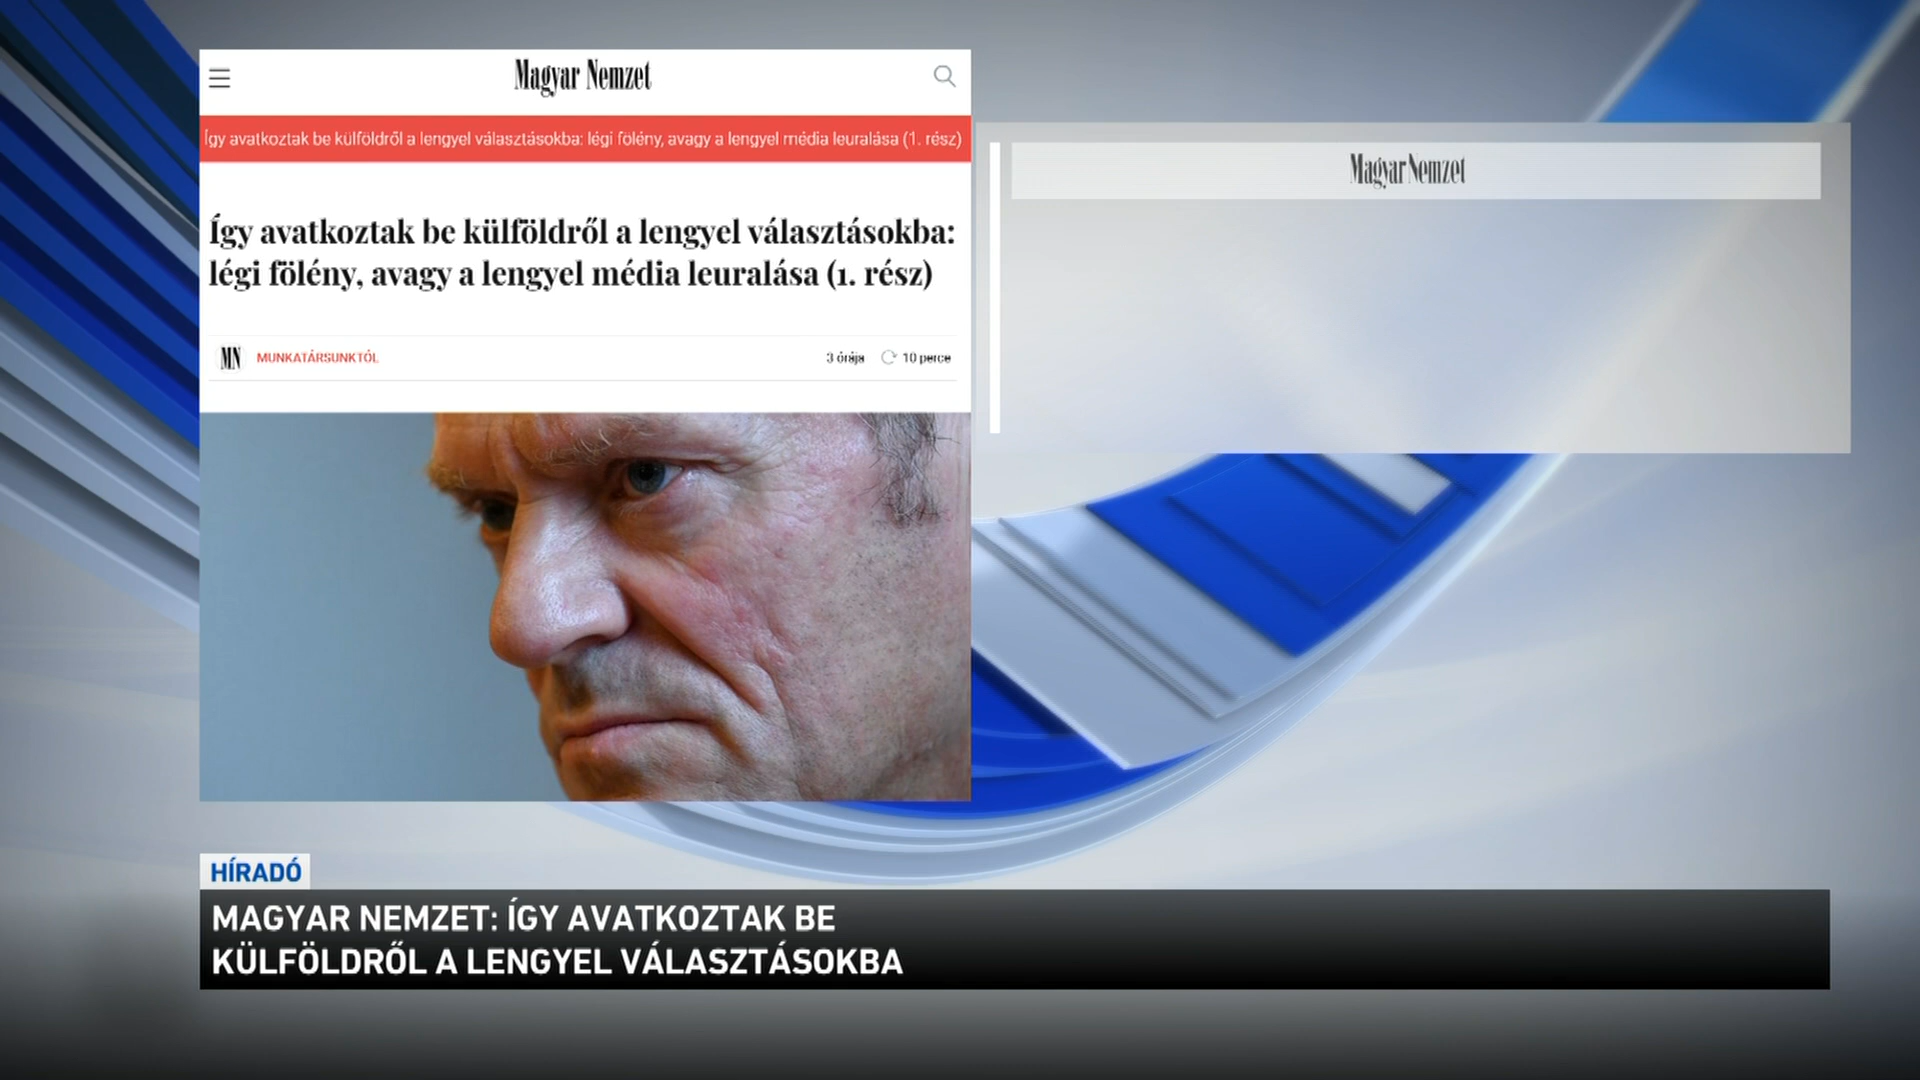 Magyar Nemzet
Így avatkoztak be külföldről a lengyel választásokba: légi fölény, avagy a lengyel média leuralása (1. rész)
Így avatkoztak be külföldről a lengyel választásokba:
légi fölény, avagy a lengyel média leuralása (1. rész)
MN MUNKATÁRSUNKTÓL 3 órája 10 perce
Magyar Nemzet
HÍRADÓ
MAGYAR NEMZET: ÍGY AVATKOZTAK BE
KÜLFÖLDRŐL A LENGYEL VÁLASZTÁSOKBA